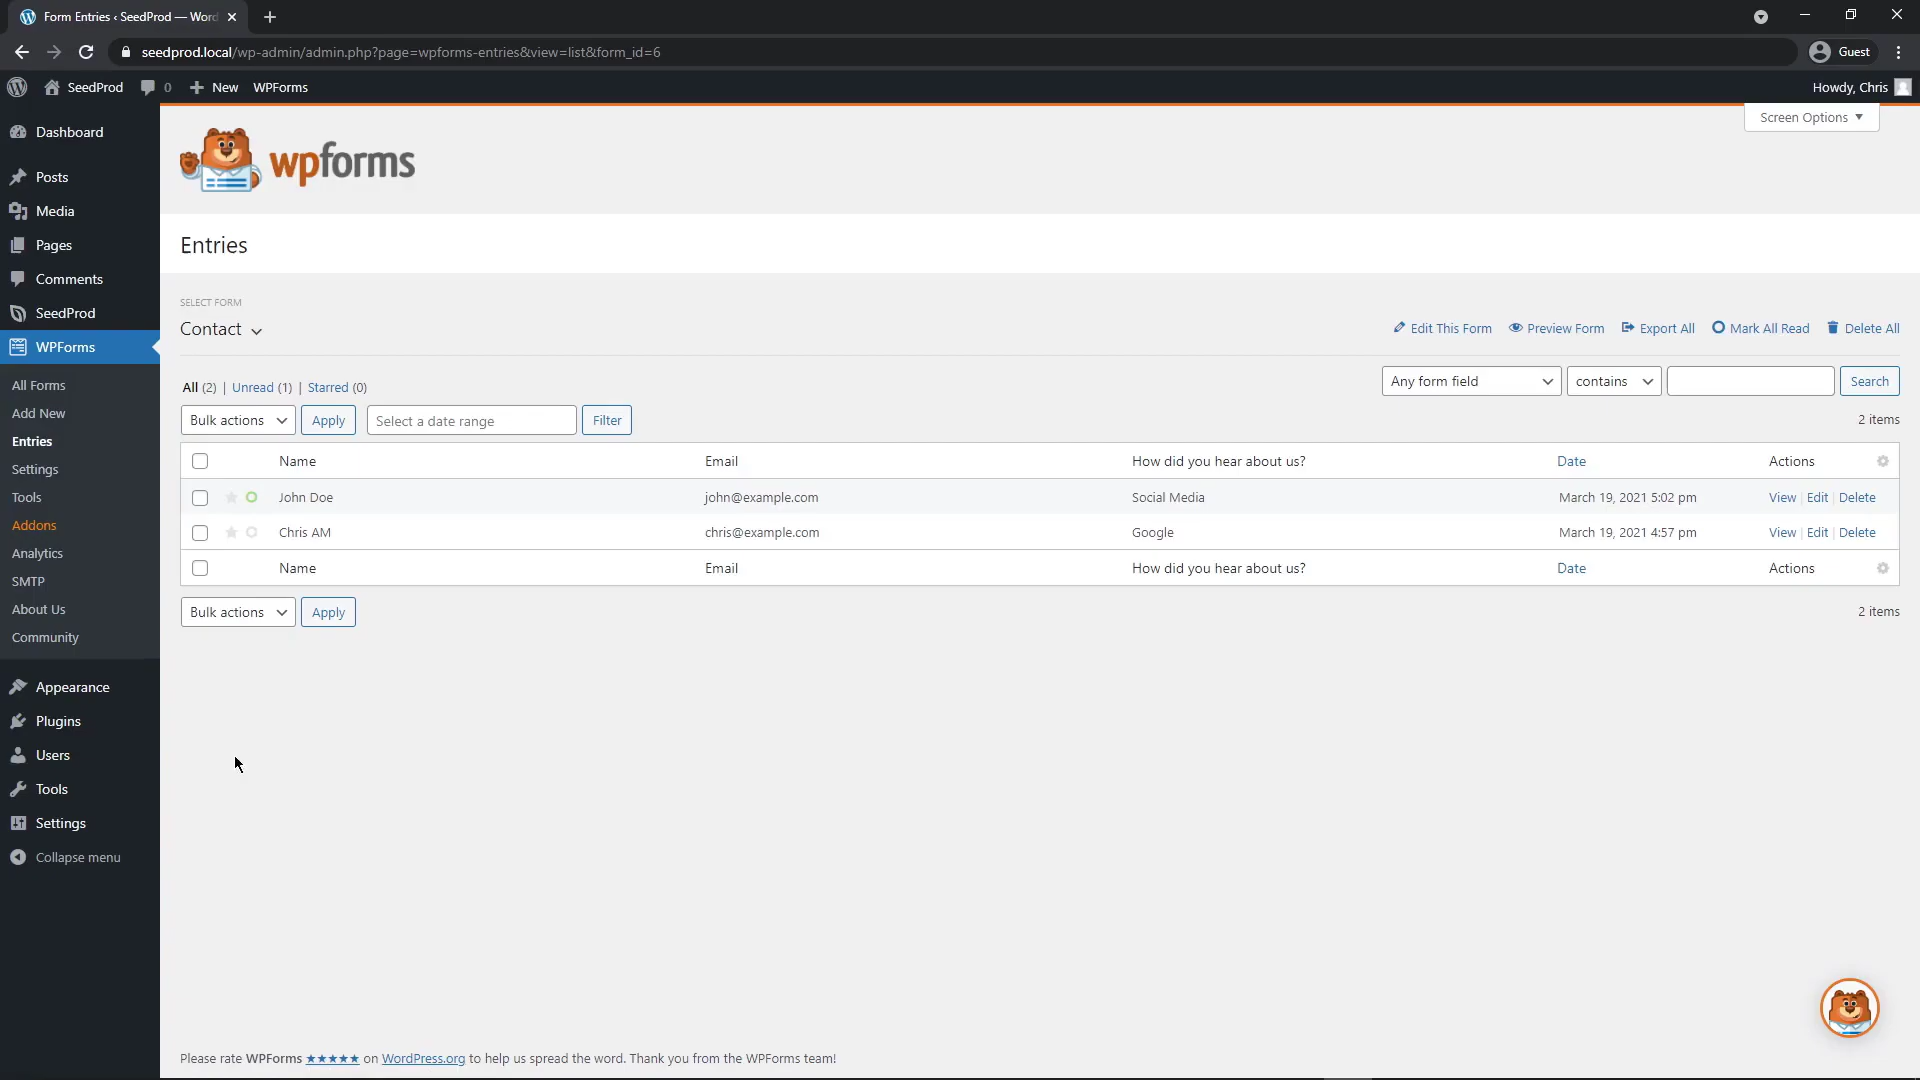 Form Entries ‹ SeedProd — Word
seedprod.local/wp-admin/admin.php?page=wpforms-entries&view=list&form_id=6
Guest
SeedProd 0 New WPForms
Howdy, Chris
Screen Options
wpforms
Dashboard
Posts
Media
Pages
Comments
SeedProd
WPForms
All Forms
Add New
Entries
Settings
Tools
Addons
Analytics
SMTP
About Us
Community
Appearance
Plugins
Users
Tools
Settings
Collapse menu
Entries
SELECT FORM
Contact
Edit This Form Preview Form Export All Mark All Read Delete All
All (2) | Unread (1) | Starred (0)
Any form field contains Search
Bulk actions Apply Select a date range Filter
2 items
Name Email How did you hear about us? Date Actions
John Doe john@example.com Social Media March 19, 2021 5:02 pm View | Edit | Delete
Chris AM chris@example.com Google March 19, 2021 4:57 pm View | Edit | Delete
Name Email How did you hear about us? Date Actions
Bulk actions Apply
2 items
Please rate WPForms ★★★★★ on WordPress.org to help us spread the word. Thank you from the WPForms team!